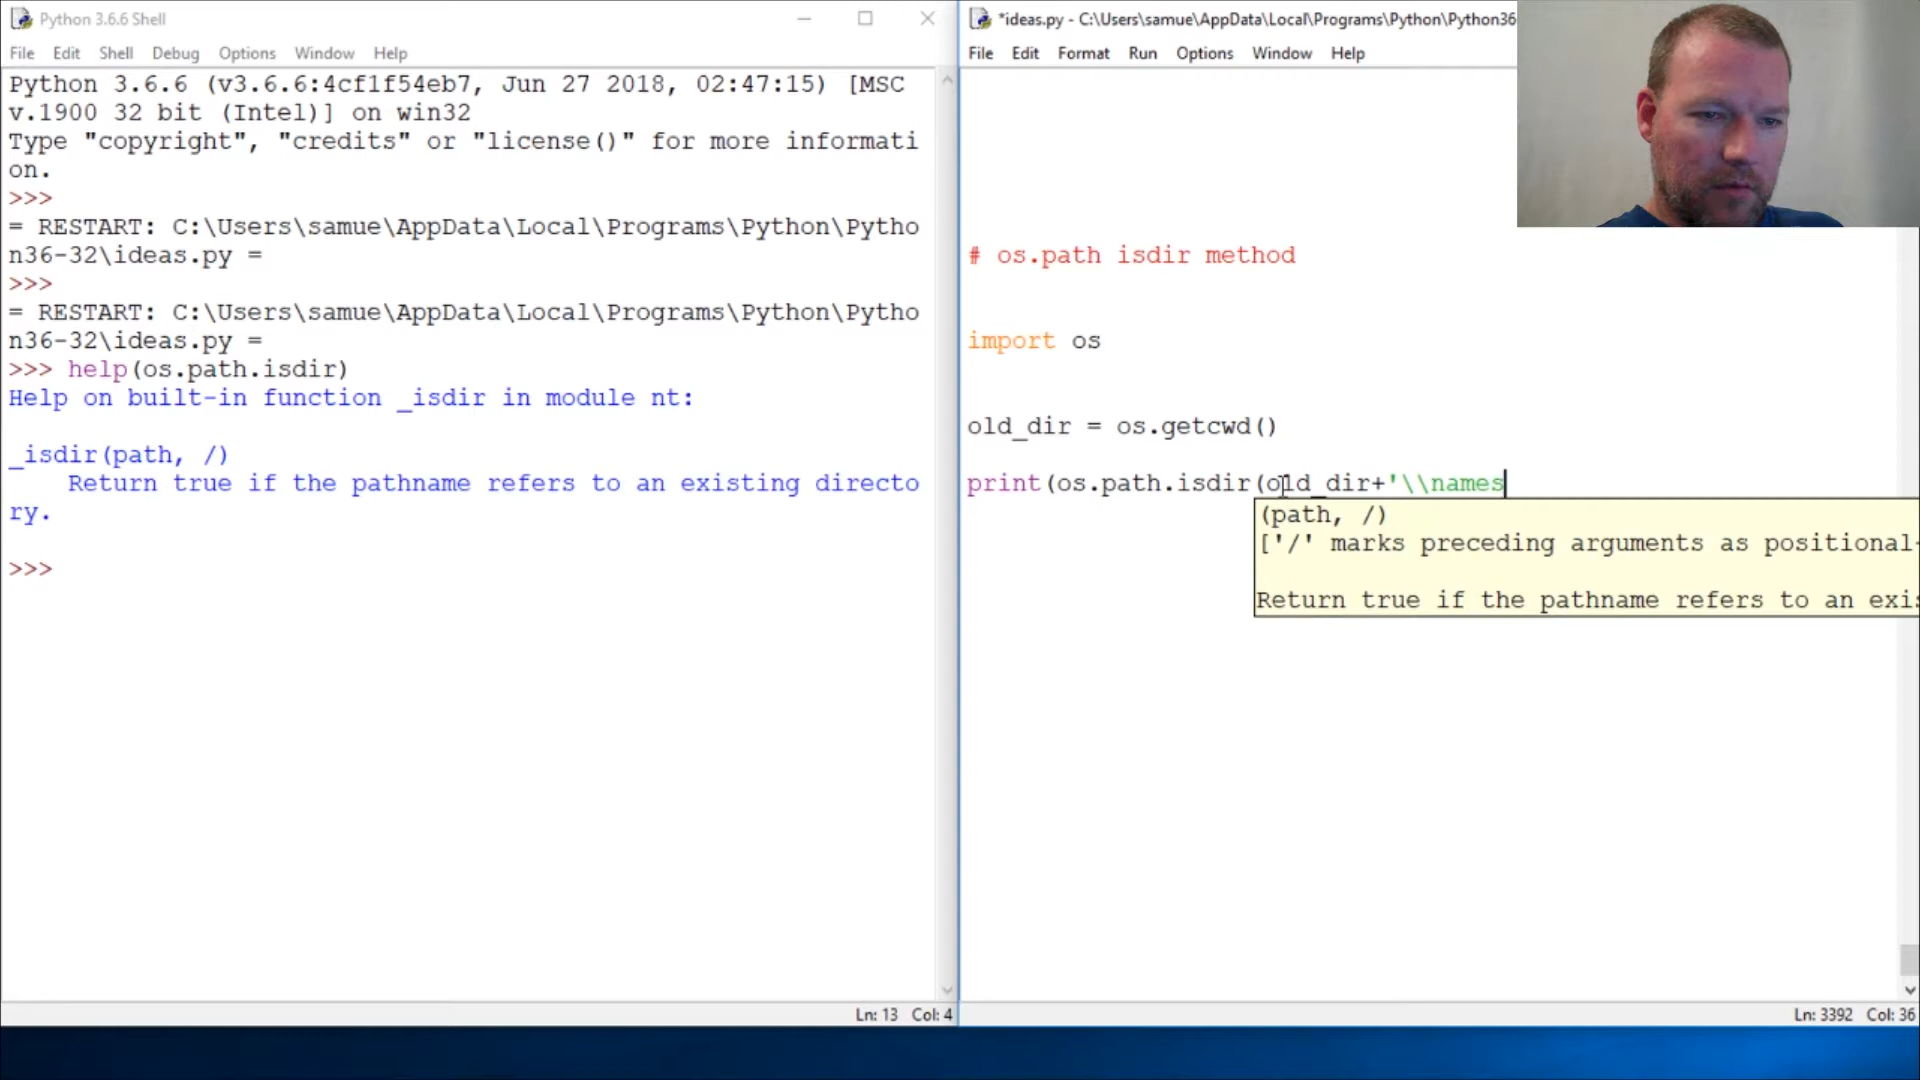 Python 3.6.6 Shell
File Edit Shell Debug Options Window Help
Python 3.6.6 (v3.6.6:4cf1f54eb7, Jun 27 2018, 02:47:15) [MSC
v.1900 32 bit (Intel)] on win32
Type "copyright", "credits" or "license()" for more informati
on.
>>>
= RESTART: C:\Users\samue\AppData\Local\Programs\Python\Pytho
n36-32\ideas.py =
>>>
= RESTART: C:\Users\samue\AppData\Local\Programs\Python\Pytho
n36-32\ideas.py =
>>> help(os.path.isdir)
Help on built-in function _isdir in module nt:
_isdir(path, /)
Return true if the pathname refers to an existing directo
ry.
>>>
Ln: 13 Col: 4
*ideas.py - C:\Users\samue\AppData\Local\Programs\Python\Python36
File Edit Format Run Options Window Help
# os.path isdir method
import os
old_dir = os.getcwd()
print(os.path.isdir(old_dir+'\\names
(path, /)
['/' marks preceding arguments as positional-
Return true if the pathname refers to an exis
Ln: 3392 Col: 36